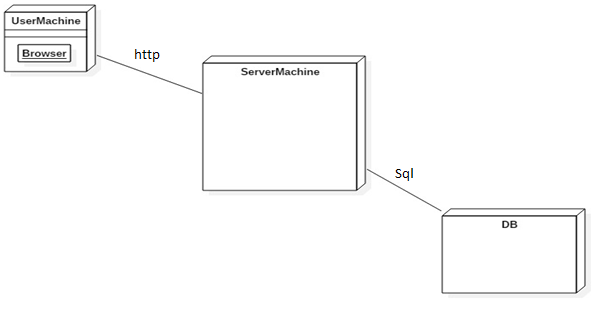 UserMachine
Browser
http
ServerMachine
Sql
DB